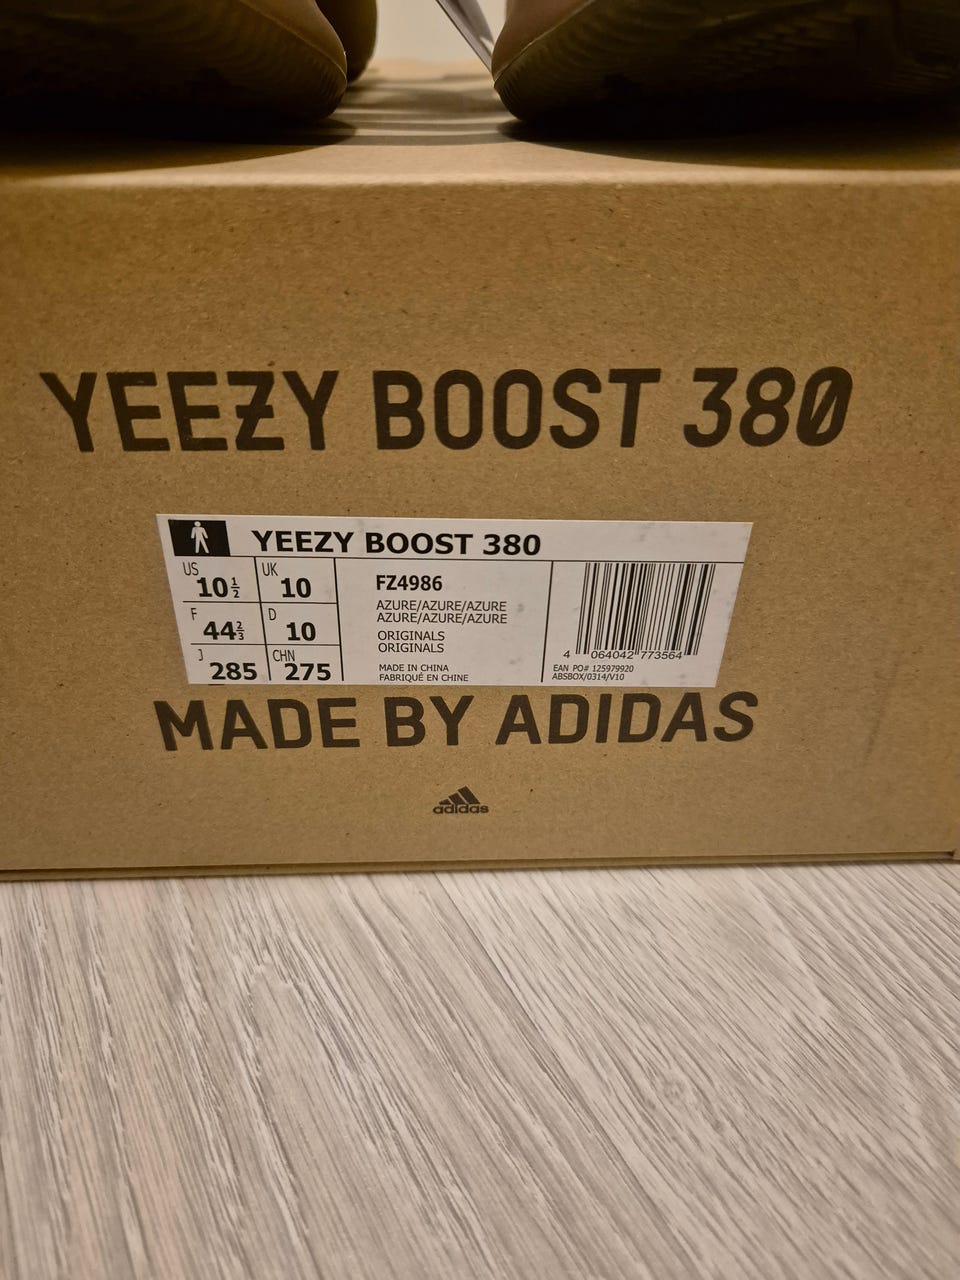 YEEZY BOOST 380
YEEZY BOOST 380
US 10½ UK 10
F 44⅔ D 10
J 285 CHN 275
FZ4986
AZURE/AZURE/AZURE
AZURE/AZURE/AZURE
ORIGINALS
ORIGINALS
MADE IN CHINA
FABRIQUÉ EN CHINE
4 064042 773564
EAN PO# 125979920
ABSBOX/0314/V10
MADE BY ADIDAS
adidas